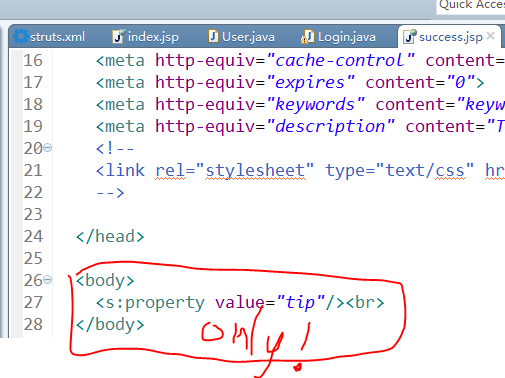 Quick Acces
struts.xml index.jsp User.java Login.java success.jsp
16 <meta http-equiv="cache-control" content=
17 <meta http-equiv="expires" content="0">
18 <meta http-equiv="keywords" content="keyw
19 <meta http-equiv="description" content="T
20 <!--
21 <link rel="stylesheet" type="text/css" hr
22 -->
23
24 </head>
25
26 <body>
27 <s:property value="tip"/><br>
28 </body>
only!